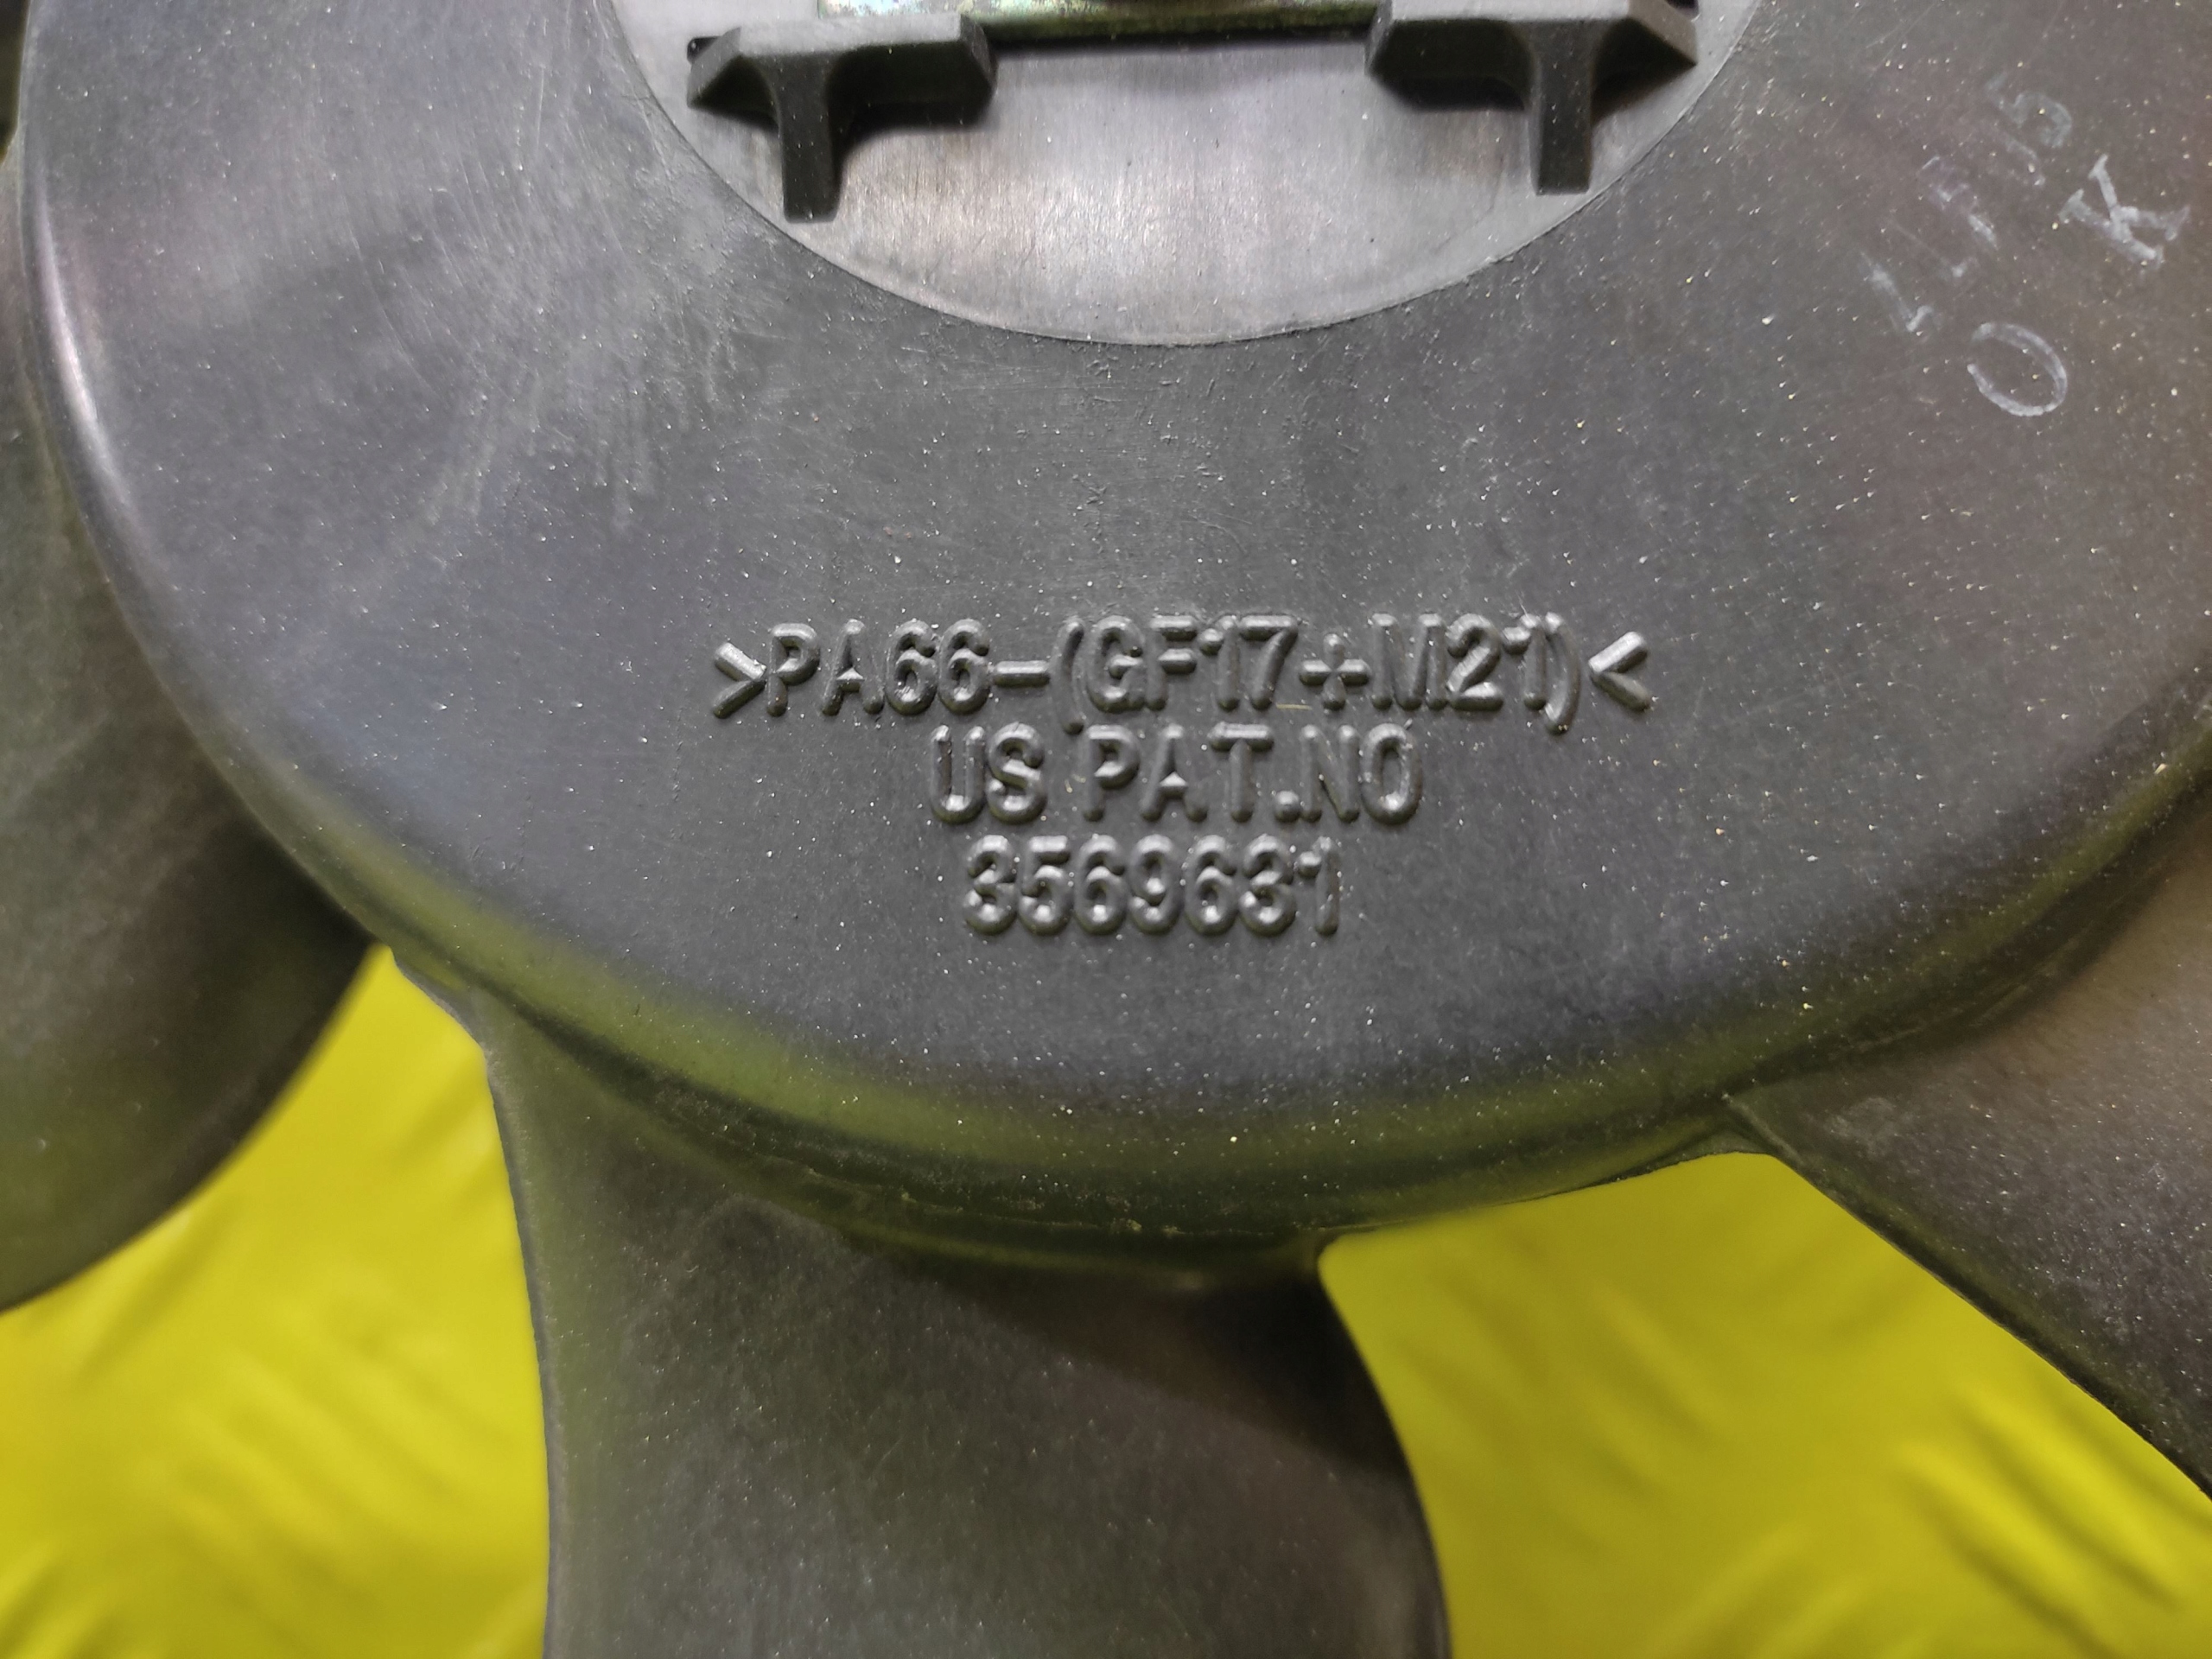 OK
>PA66-(GF17+M21)<
US PAT.NO
3569631